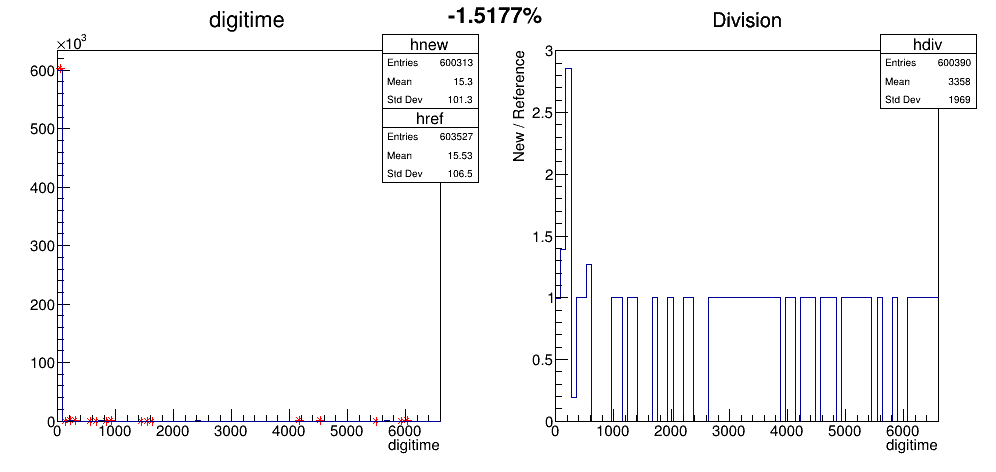 -1.5177%
digitime
×10³
600
500
400
300
200
100
0
0 1000 2000 3000 4000 5000 6000
digitime
hnew
Entries 600313
Mean 15.3
Std Dev 101.3
href
Entries 603527
Mean 15.53
Std Dev 106.5
Division
New / Reference
3
2.5
2
1.5
1
0.5
0
0 1000 2000 3000 4000 5000 6000
digitime
hdiv
Entries 600390
Mean 3358
Std Dev 1969